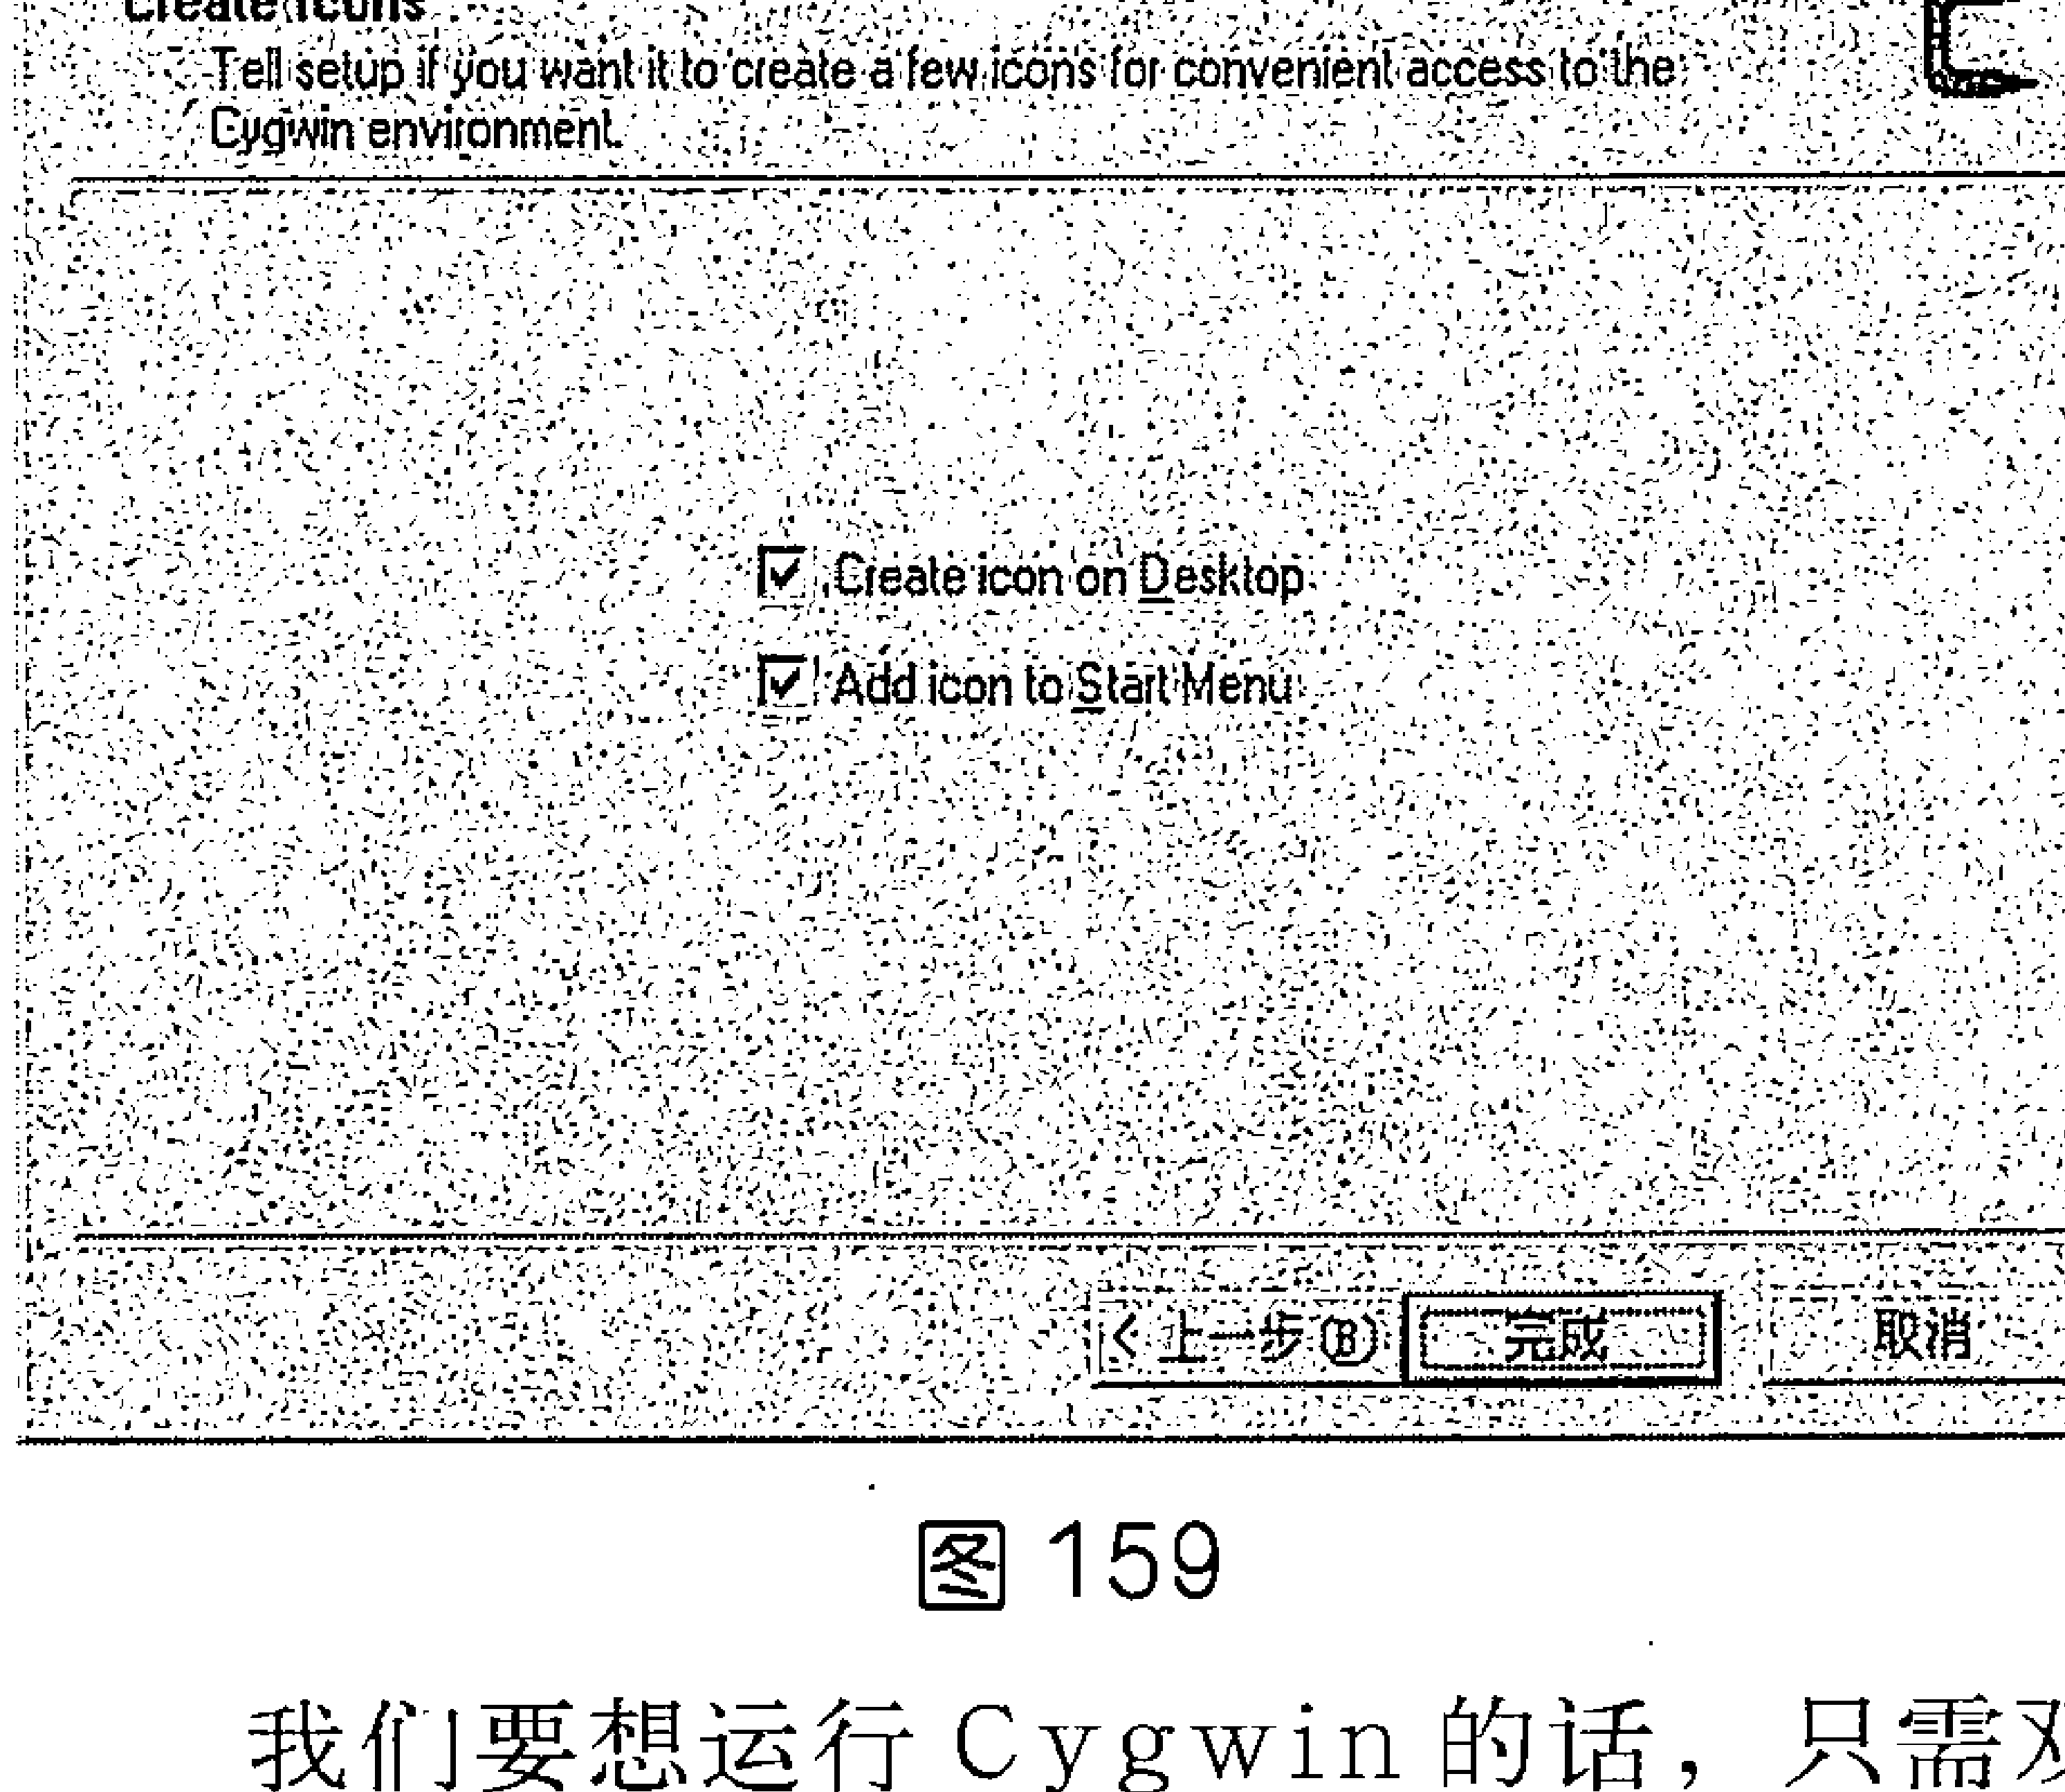 Create Icons
Tell setup if you want it to create a few icons for convenient access to the
Cygwin environment.
Create icon on Desktop
Add icon to Start Menu
< 上一步(B) 完成 取消
图 159
我们要想运行 Cygwin 的话，只需